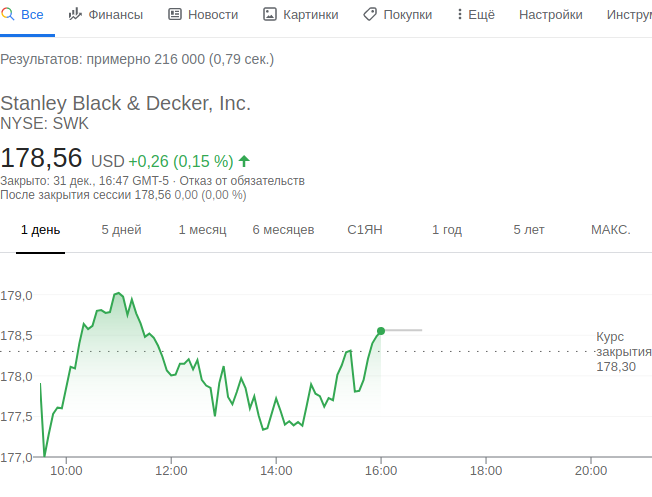 Все Финансы Новости Картинки Покупки Ещё Настройки Инструм
Результатов: примерно 216 000 (0,79 сек.)
Stanley Black & Decker, Inc.
NYSE: SWK
178,56 USD +0,26 (0,15 %)
Закрыто: 31 дек., 16:47 GMT-5 · Отказ от обязательств
После закрытия сессии 178,56 0,00 (0,00 %)
1 день 5 дней 1 месяц 6 месяцев С1ЯН 1 год 5 лет МАКС.
179,0
178,5
178,0
177,5
177,0
Курс
закрытия
178,30
10:00 12:00 14:00 16:00 18:00 20:00